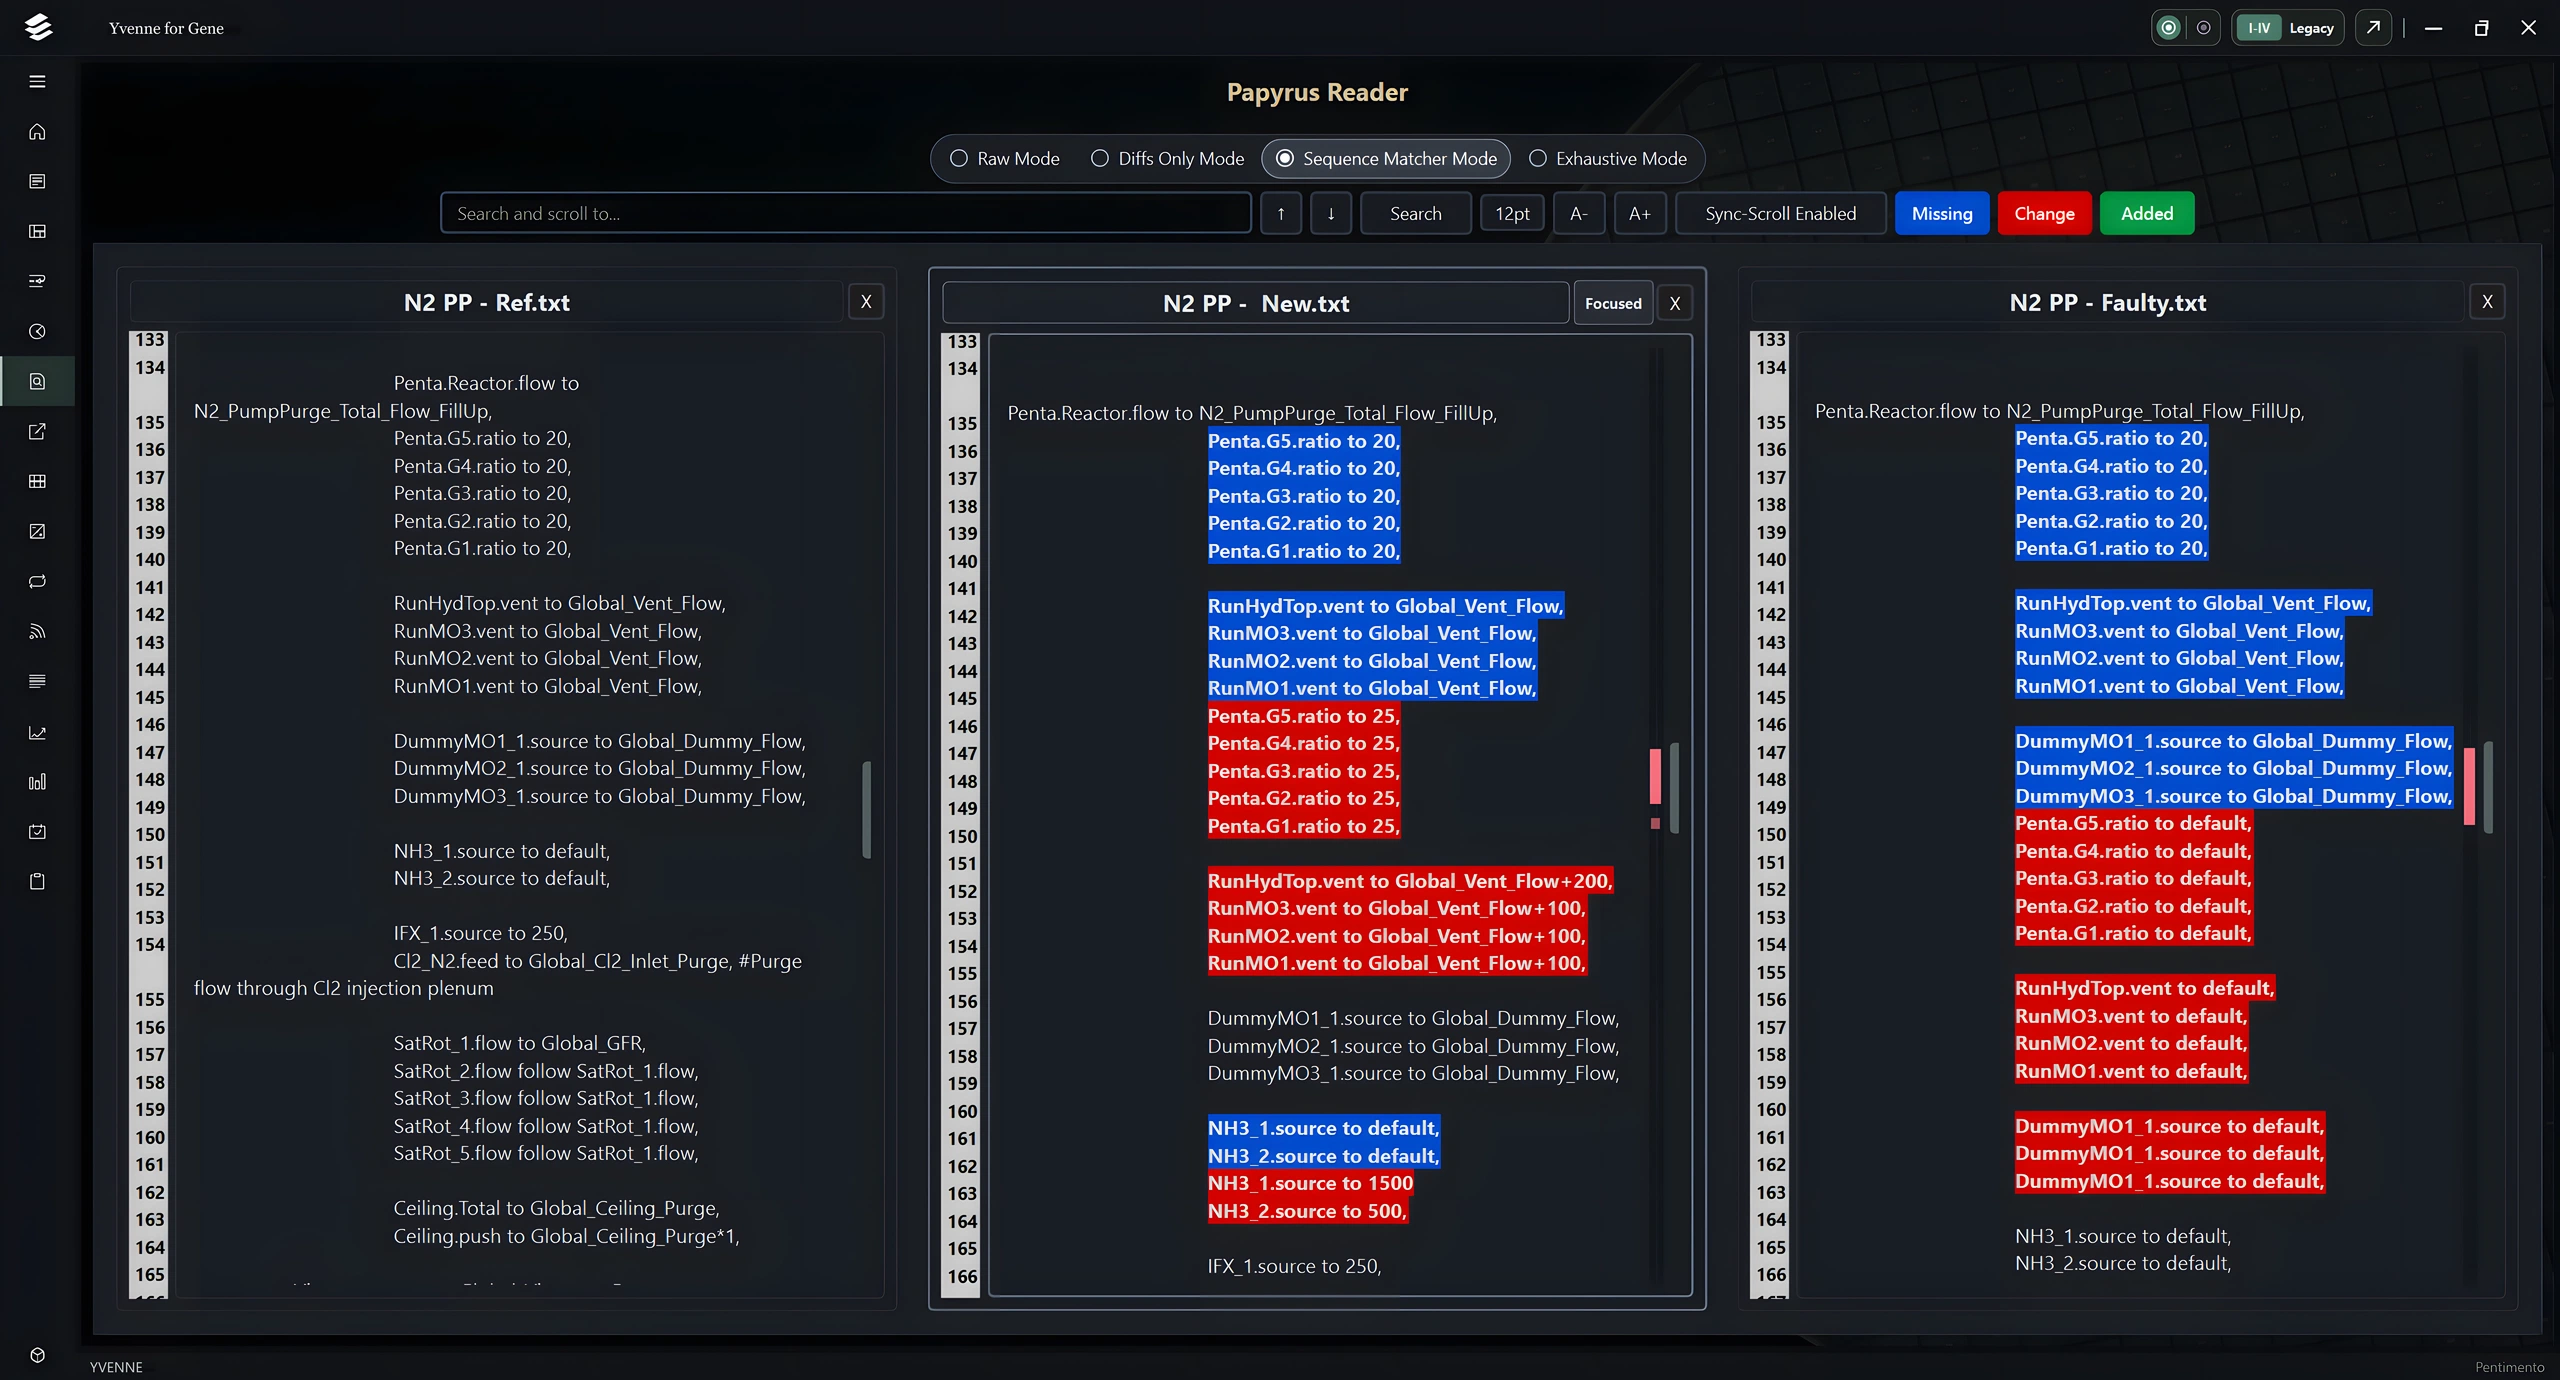 Yvenne for Gene
I-IV Legacy
Papyrus Reader
Raw Mode
Diffs Only Mode
Sequence Matcher Mode
Exhaustive Mode
Search and scroll to...
↑
↓
Search
12pt
A-
A+
Sync-Scroll Enabled
Missing
Change
Added
N2 PP - Ref.txt
X
133
134
Penta.Reactor.flow to
N2_PumpPurge_Total_Flow_FillUp,
135 Penta.G5.ratio to 20,
136 Penta.G4.ratio to 20,
137 Penta.G3.ratio to 20,
138 Penta.G2.ratio to 20,
139 Penta.G1.ratio to 20,
140
141 RunHydTop.vent to Global_Vent_Flow,
142 RunMO3.vent to Global_Vent_Flow,
143 RunMO2.vent to Global_Vent_Flow,
144 RunMO1.vent to Global_Vent_Flow,
145
146 DummyMO1_1.source to Global_Dummy_Flow,
147 DummyMO2_1.source to Global_Dummy_Flow,
148 DummyMO3_1.source to Global_Dummy_Flow,
149
150 NH3_1.source to default,
151 NH3_2.source to default,
152
153 IFX_1.source to 250,
154 Cl2_N2.feed to Global_Cl2_Inlet_Purge, #Purge
flow through Cl2 injection plenum
155
156 SatRot_1.flow to Global_GFR,
157 SatRot_2.flow follow SatRot_1.flow,
158 SatRot_3.flow follow SatRot_1.flow,
159 SatRot_4.flow follow SatRot_1.flow,
160 SatRot_5.flow follow SatRot_1.flow,
161
162 Ceiling.Total to Global_Ceiling_Purge,
163 Ceiling.push to Global_Ceiling_Purge*1,
164
165
N2 PP - New.txt
Focused
X
133
134
Penta.Reactor.flow to N2_PumpPurge_Total_Flow_FillUp,
135 Penta.G5.ratio to 20,
136 Penta.G4.ratio to 20,
137 Penta.G3.ratio to 20,
138 Penta.G2.ratio to 20,
139 Penta.G1.ratio to 20,
140
141 RunHydTop.vent to Global_Vent_Flow,
142 RunMO3.vent to Global_Vent_Flow,
143 RunMO2.vent to Global_Vent_Flow,
144 RunMO1.vent to Global_Vent_Flow,
145 Penta.G5.ratio to 25,
146 Penta.G4.ratio to 25,
147 Penta.G3.ratio to 25,
148 Penta.G2.ratio to 25,
149 Penta.G1.ratio to 25,
150
151 RunHydTop.vent to Global_Vent_Flow+200,
152 RunMO3.vent to Global_Vent_Flow+100,
153 RunMO2.vent to Global_Vent_Flow+100,
154 RunMO1.vent to Global_Vent_Flow+100,
155
156 DummyMO1_1.source to Global_Dummy_Flow,
157 DummyMO2_1.source to Global_Dummy_Flow,
158 DummyMO3_1.source to Global_Dummy_Flow,
159
160 NH3_1.source to default,
161 NH3_2.source to default,
162 NH3_1.source to 1500
163 NH3_2.source to 500,
164
165 IFX_1.source to 250,
166
N2 PP - Faulty.txt
X
133
134
Penta.Reactor.flow to N2_PumpPurge_Total_Flow_FillUp,
135 Penta.G5.ratio to 20,
136 Penta.G4.ratio to 20,
137 Penta.G3.ratio to 20,
138 Penta.G2.ratio to 20,
139 Penta.G1.ratio to 20,
140
141 RunHydTop.vent to Global_Vent_Flow,
142 RunMO3.vent to Global_Vent_Flow,
143 RunMO2.vent to Global_Vent_Flow,
144 RunMO1.vent to Global_Vent_Flow,
145
146 DummyMO1_1.source to Global_Dummy_Flow,
147 DummyMO2_1.source to Global_Dummy_Flow,
148 DummyMO3_1.source to Global_Dummy_Flow,
149 Penta.G5.ratio to default,
150 Penta.G4.ratio to default,
151 Penta.G3.ratio to default,
152 Penta.G2.ratio to default,
153 Penta.G1.ratio to default,
154
155 RunHydTop.vent to default,
156 RunMO3.vent to default,
157 RunMO2.vent to default,
158 RunMO1.vent to default,
159
160 DummyMO1_1.source to default,
161 DummyMO1_1.source to default,
162 DummyMO1_1.source to default,
163
164 NH3_1.source to default,
165 NH3_2.source to default,
166
YVENNE
Pentimento